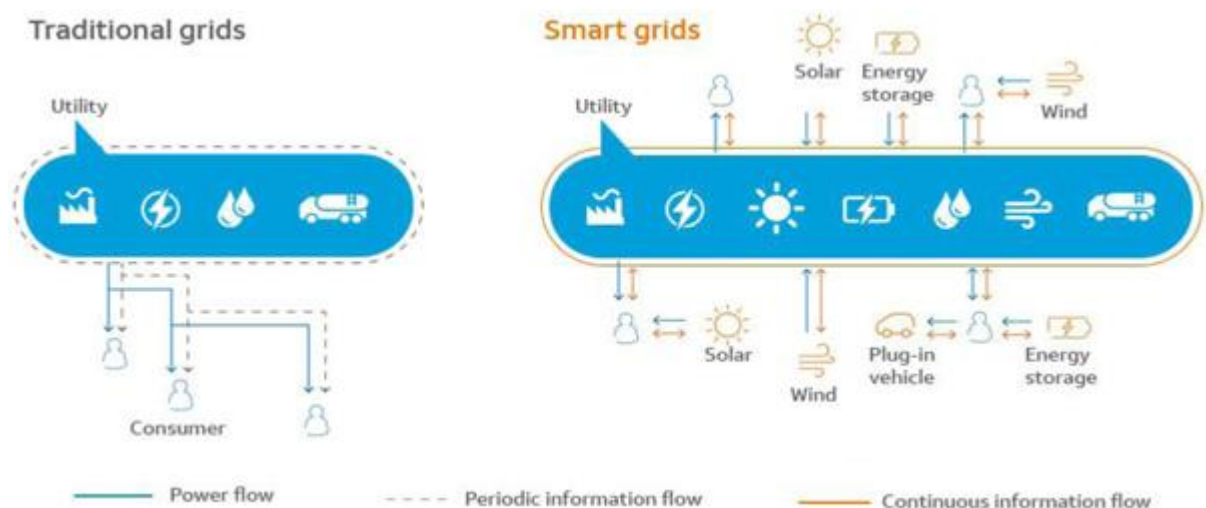 Traditional grids
Utility
Consumer
Smart grids
Utility
Solar
Energy
storage
Wind
Solar
Wind
Plug-in
vehicle
Energy
storage
Power flow
Periodic information flow
Continuous information flow